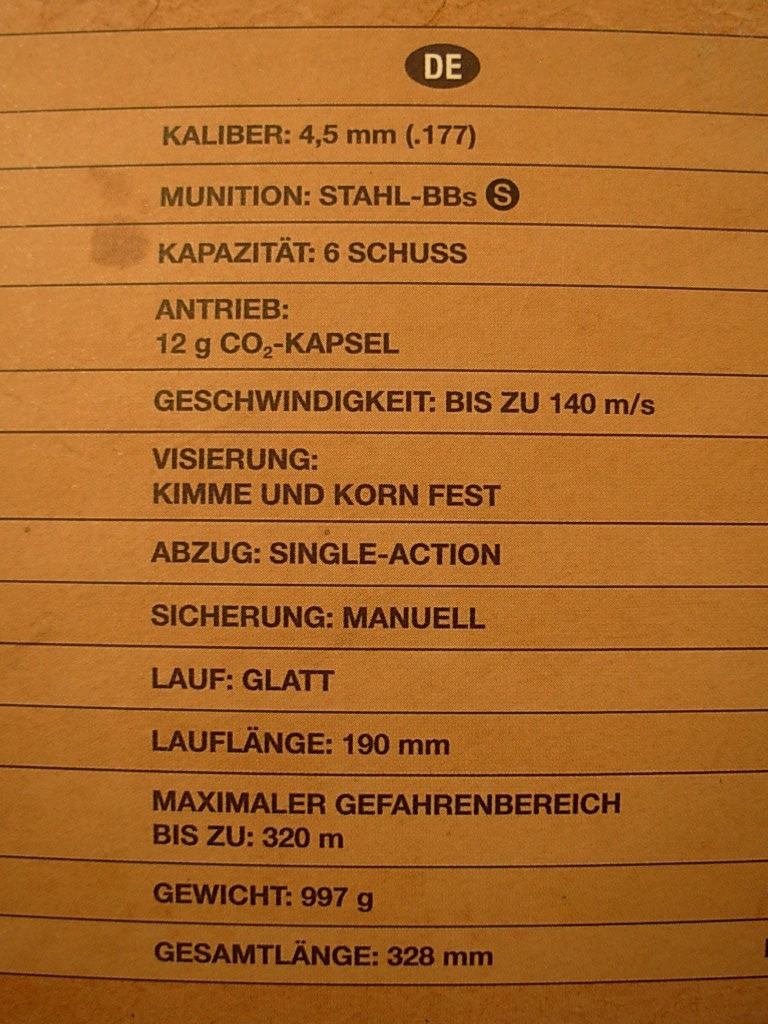 DE
KALIBER: 4,5 mm (.177)
MUNITION: STAHL-BBs S
KAPAZITÄT: 6 SCHUSS
ANTRIEB:
12 g CO₂-KAPSEL
GESCHWINDIGKEIT: BIS ZU 140 m/s
VISIERUNG:
KIMME UND KORN FEST
ABZUG: SINGLE-ACTION
SICHERUNG: MANUELL
LAUF: GLATT
LAUFLÄNGE: 190 mm
MAXIMALER GEFAHRENBEREICH
BIS ZU: 320 m
GEWICHT: 997 g
GESAMTLÄNGE: 328 mm